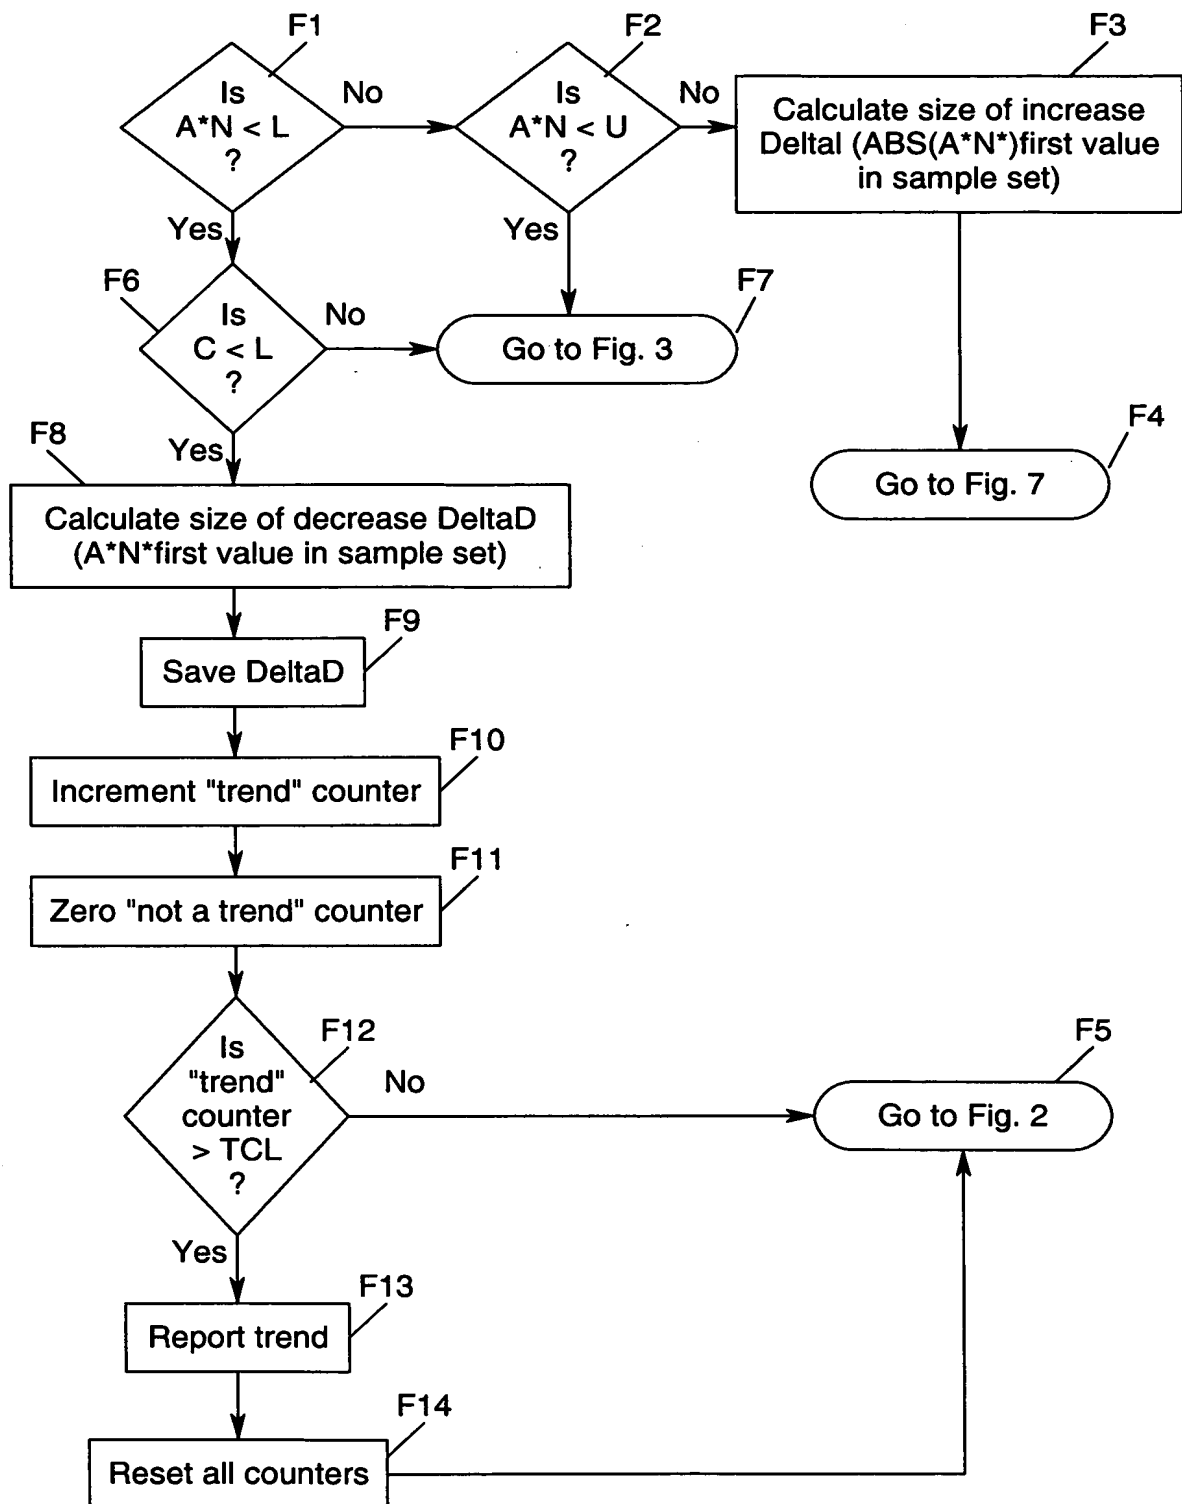 F1
F2
F3
Is
A*N < L
?
No
Is
A*N < U
?
No
Calculate size of increase
Deltal (ABS(A*N*)first value
in sample set)
Yes
Yes
F6
Is
C < L
?
No
F7
Go to Fig. 3
F4
Go to Fig. 7
Yes
F8
Calculate size of decrease DeltaD
(A*N*first value in sample set)
F9
Save DeltaD
F10
Increment "trend" counter
F11
Zero "not a trend" counter
F12
Is
"trend"
counter
> TCL
?
No
F5
Go to Fig. 2
Yes
F13
Report trend
F14
Reset all counters